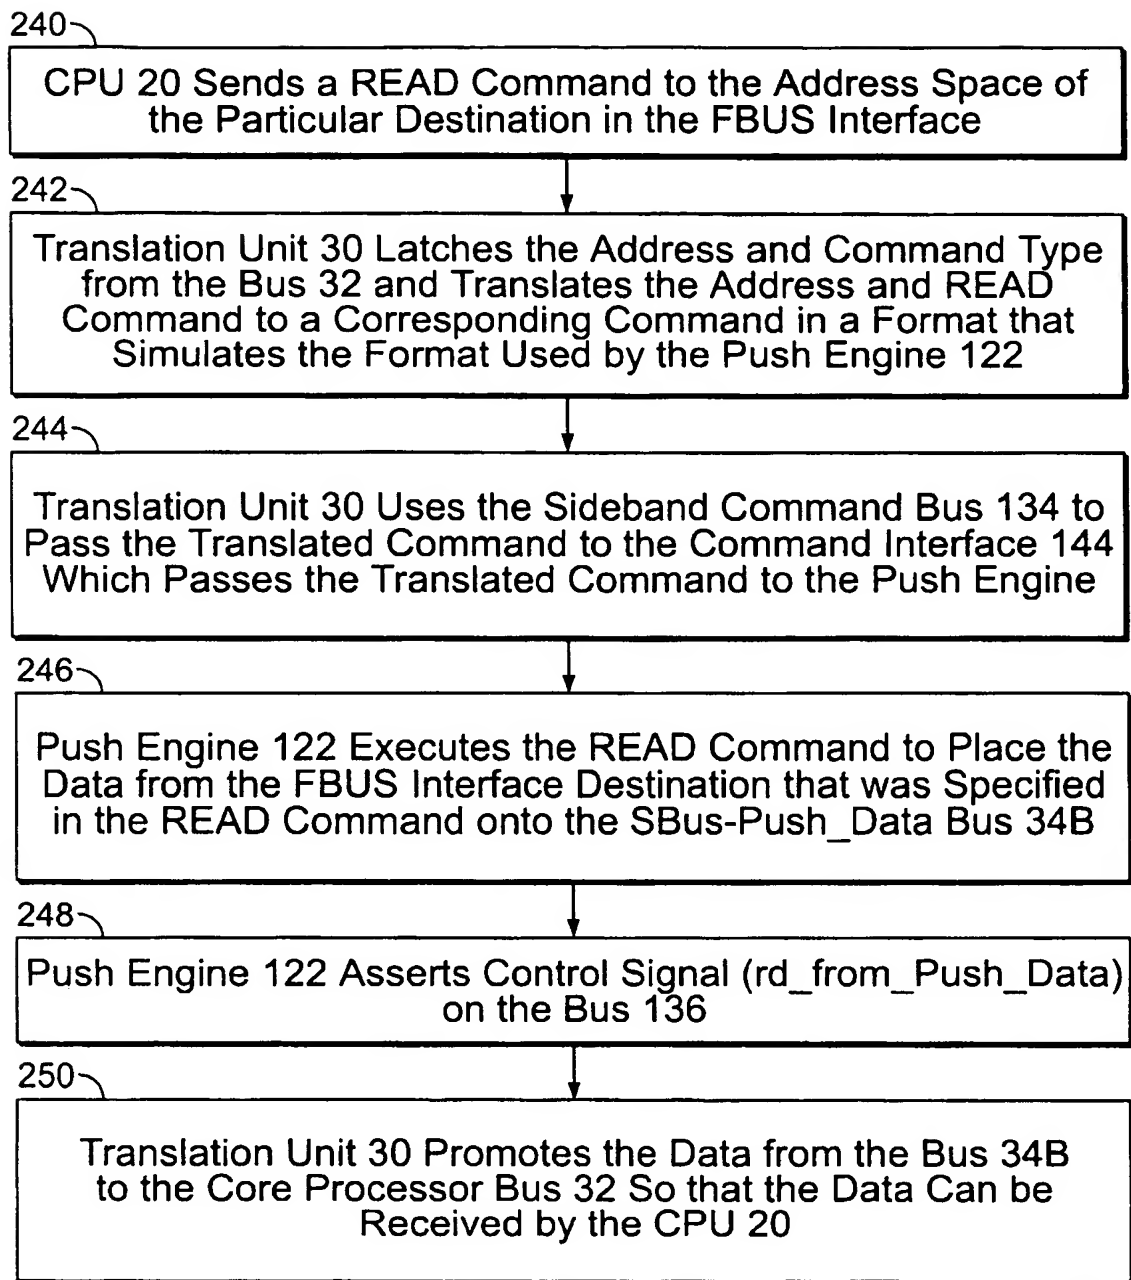 240
CPU 20 Sends a READ Command to the Address Space of
the Particular Destination in the FBUS Interface
242
Translation Unit 30 Latches the Address and Command Type
from the Bus 32 and Translates the Address and READ
Command to a Corresponding Command in a Format that
Simulates the Format Used by the Push Engine 122
244
Translation Unit 30 Uses the Sideband Command Bus 134 to
Pass the Translated Command to the Command Interface 144
Which Passes the Translated Command to the Push Engine
246
Push Engine 122 Executes the READ Command to Place the
Data from the FBUS Interface Destination that was Specified
in the READ Command onto the SBus-Push_Data Bus 34B
248
Push Engine 122 Asserts Control Signal (rd_from_Push_Data)
on the Bus 136
250
Translation Unit 30 Promotes the Data from the Bus 34B
to the Core Processor Bus 32 So that the Data Can be
Received by the CPU 20